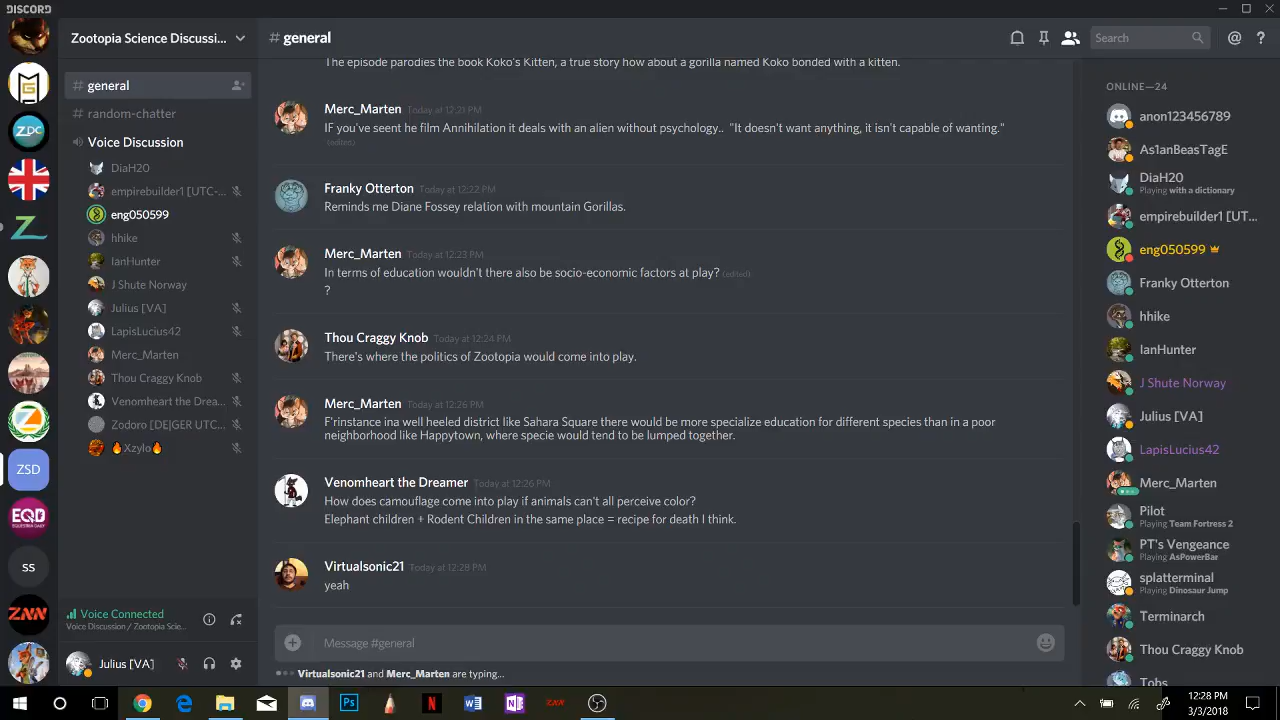 DISCORD
Zootopia Science Discussi...
# general
Search
@
?
# general
# random-chatter
Voice Discussion
DiaH20
empirebuilder1 [UTC-...
eng050599
hhike
IanHunter
J Shute Norway
Julius [VA]
LapisLucius42
Merc_Marten
Thou Craggy Knob
Venomheart the Drea...
Zodoro [DE|GER UTC...
🔥Xzylo🔥
MG
ZDC
Z
ZSD
EQD
EQUESTRIA DAILY
ss
ZNN
Voice Connected
Voice Discussion / Zootopia Scie...
Julius [VA]
The episode parodies the book Koko's Kitten, a true story how about a gorilla named Koko bonded with a kitten.
Merc_Marten Today at 12:21 PM
IF you've seent he film Annihilation it deals with an alien without psychology.. "It doesn't want anything, it isn't capable of wanting."
(edited)
Franky Otterton Today at 12:22 PM
Reminds me Diane Fossey relation with mountain Gorillas.
Merc_Marten Today at 12:23 PM
In terms of education wouldn't there also be socio-economic factors at play? (edited)
?
Thou Craggy Knob Today at 12:24 PM
There's where the politics of Zootopia would come into play.
Merc_Marten Today at 12:26 PM
F'rinstance ina well heeled district like Sahara Square there would be more specialize education for different species than in a poor
neighborhood like Happytown, where specie would tend to be lumped together.
Venomheart the Dreamer Today at 12:26 PM
How does camouflage come into play if animals can't all perceive color?
Elephant children + Rodent Children in the same place = recipe for death I think.
Virtualsonic21 Today at 12:28 PM
yeah
Message #general
Virtualsonic21 and Merc_Marten are typing...
ONLINE—24
anon123456789
As1anBeasTagE
DiaH20
Playing with a dictionary
empirebuilder1 [UT...
eng050599
Franky Otterton
hhike
IanHunter
J Shute Norway
Julius [VA]
LapisLucius42
Merc_Marten
Pilot
Playing Team Fortress 2
PT's Vengeance
Playing AsPowerBar
splatterminal
Playing Dinosaur Jump
Terminarch
Thou Craggy Knob
Tops
Ps
N
W
N
ZNN
12:28 PM
3/3/2018